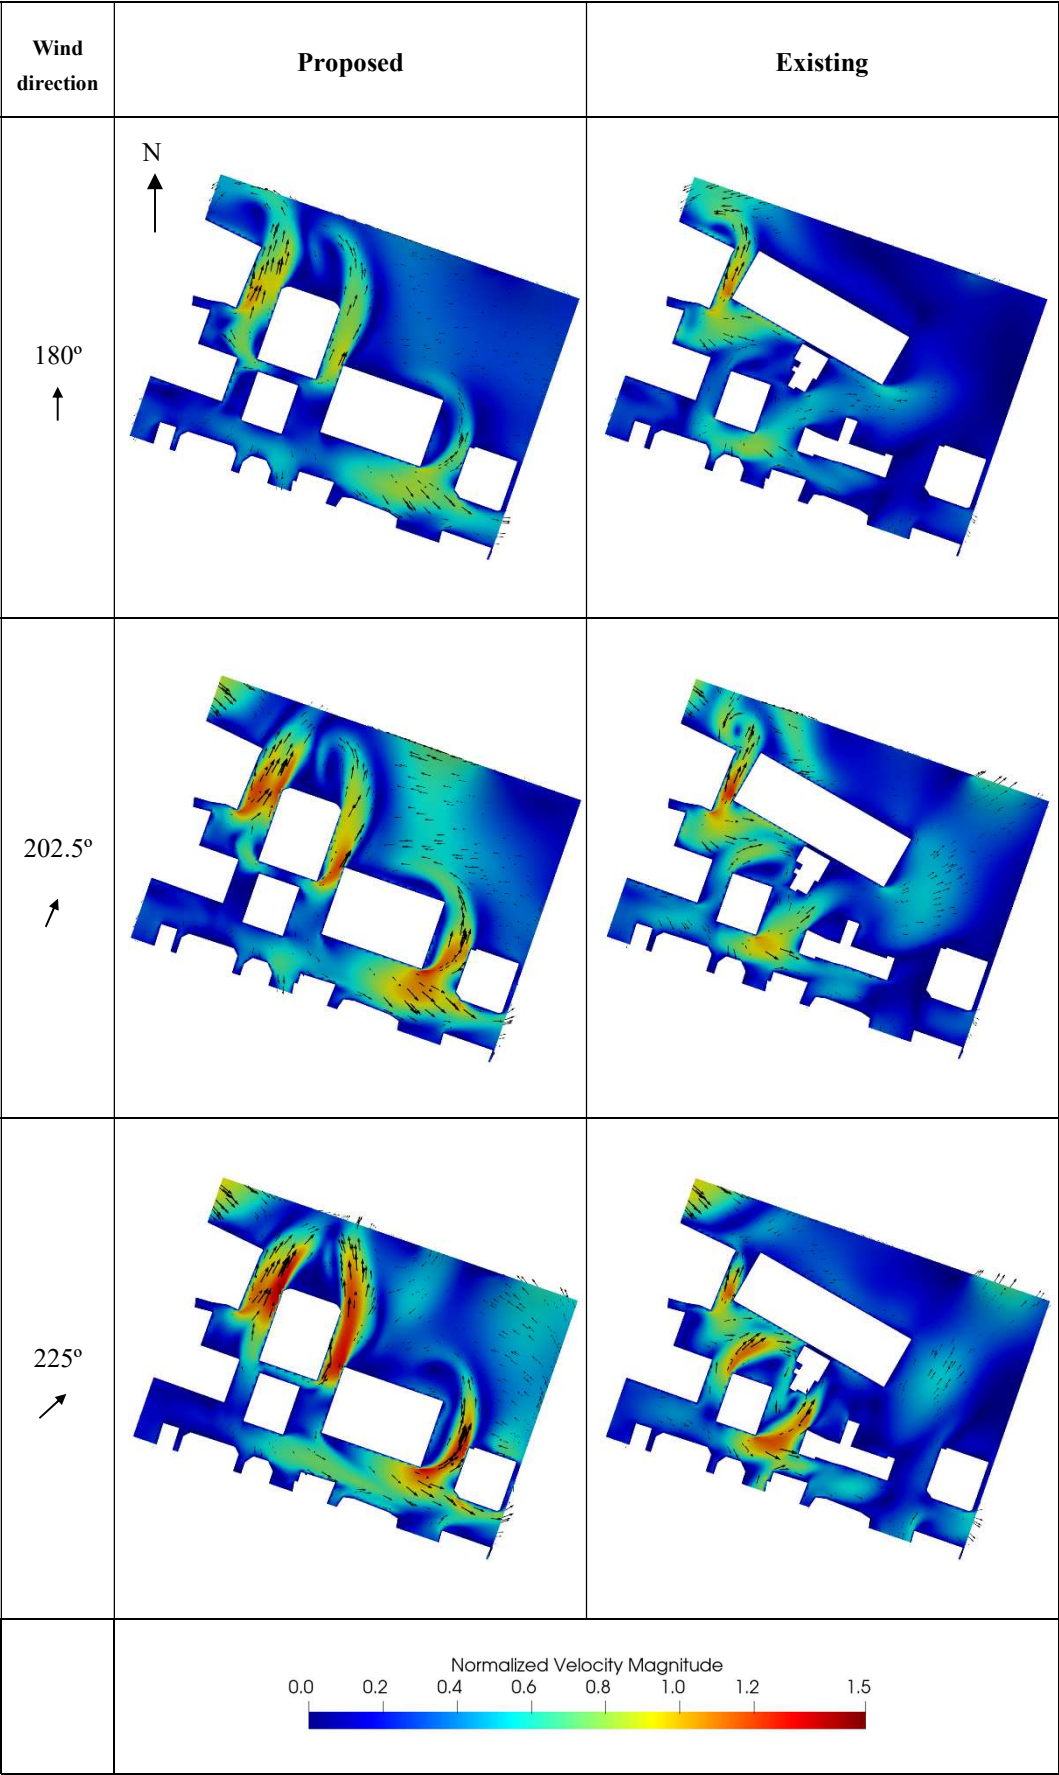 Wind
direction
Proposed
Existing
N
180º
202.5º
225º
Normalized Velocity Magnitude
0.0 0.2 0.4 0.6 0.8 1.0 1.2 1.5